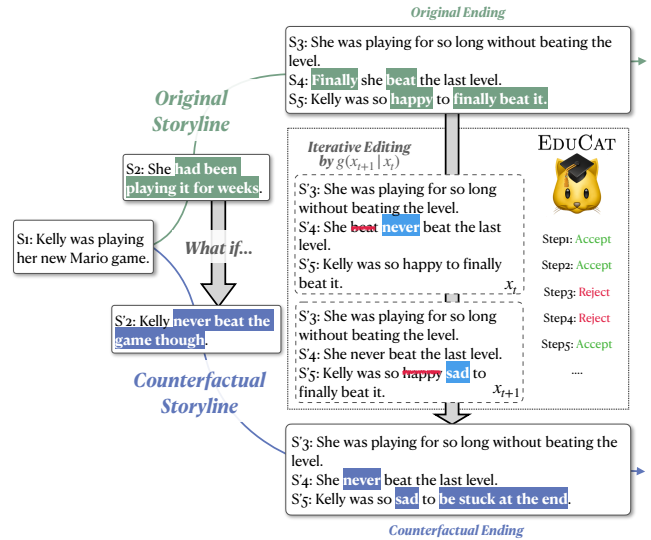 Original Ending
S3: She was playing for so long without beating the
level.
S4: Finally she beat the last level.
S5: Kelly was so happy to finally beat it.
Original
Storyline
Iterative Editing
by g(x_{t+1}|x_t)
EDUCAT
S2: She had been
playing it for weeks.
S'3: She was playing for so long
without beating the level.
S'4: She beat never beat the last
level.
S'5: Kelly was so happy to finally
beat it.
x_t
S1: Kelly was playing
her new Mario game.
What if...
Step1: Accept
Step2: Accept
Step3: Reject
Step4: Reject
Step5: Accept
....
S'2: Kelly never beat the
game though.
S'3: She was playing for so long
without beating the level.
S'4: She never beat the last level.
S'5: Kelly was so happy sad to
finally beat it.
x_{t+1}
Counterfactual
Storyline
S'3: She was playing for so long without beating the
level.
S'4: She never beat the last level.
S'5: Kelly was so sad to be stuck at the end.
Counterfactual Ending